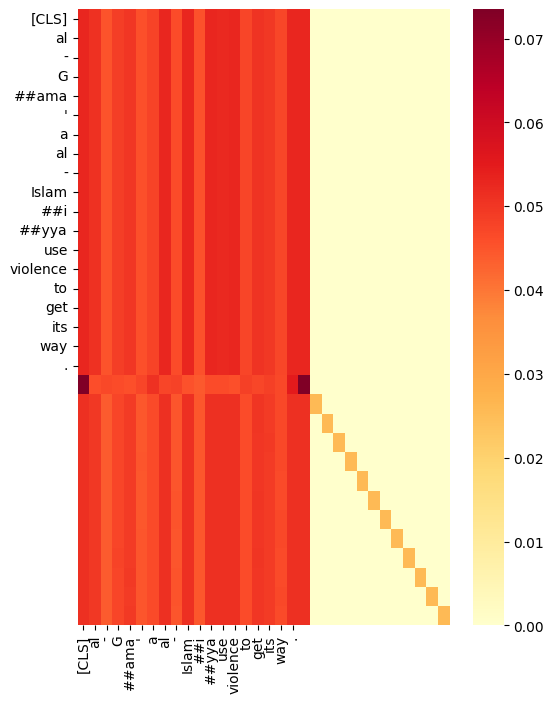 [CLS]
al
-
G
##ama
'
a
al
-
Islam
##i
##yya
use
violence
to
get
its
way
.
0.07
0.06
0.05
0.04
0.03
0.02
0.01
0.00
[CLS]
al
-
G
##ama
'
a
al
-
Islam
##i
##yya
use
violence
to
get
its
way
.